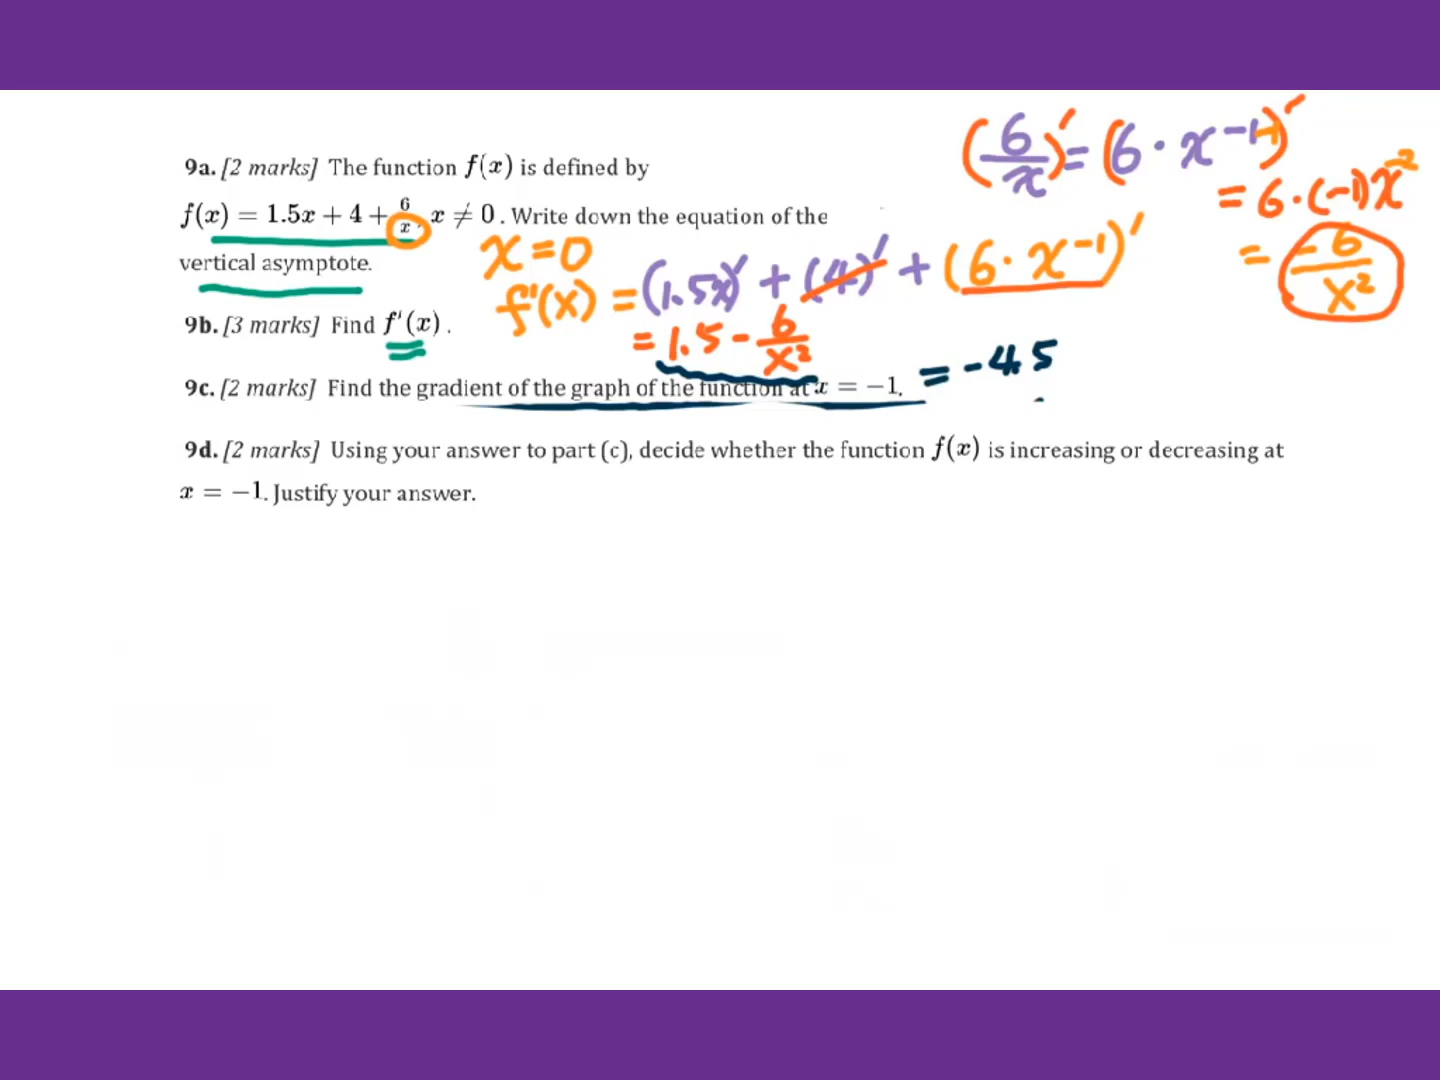 (6/x)' = (6 · x⁻¹)'
9a. [2 marks] The function f(x) is defined by
= 6 · (-1)x⁻²
f(x) = 1.5x + 4 + 6/x, x ≠ 0. Write down the equation of the
= -6/x²
vertical asymptote.
x = 0
f'(x) = (1.5x)' + (4)' + (6 · x⁻¹)'
9b. [3 marks] Find f'(x).
= 1.5 - 6/x²
9c. [2 marks] Find the gradient of the graph of the function at x = −1.
= -4.5
9d. [2 marks] Using your answer to part (c), decide whether the function f(x) is increasing or decreasing at
x = −1. Justify your answer.